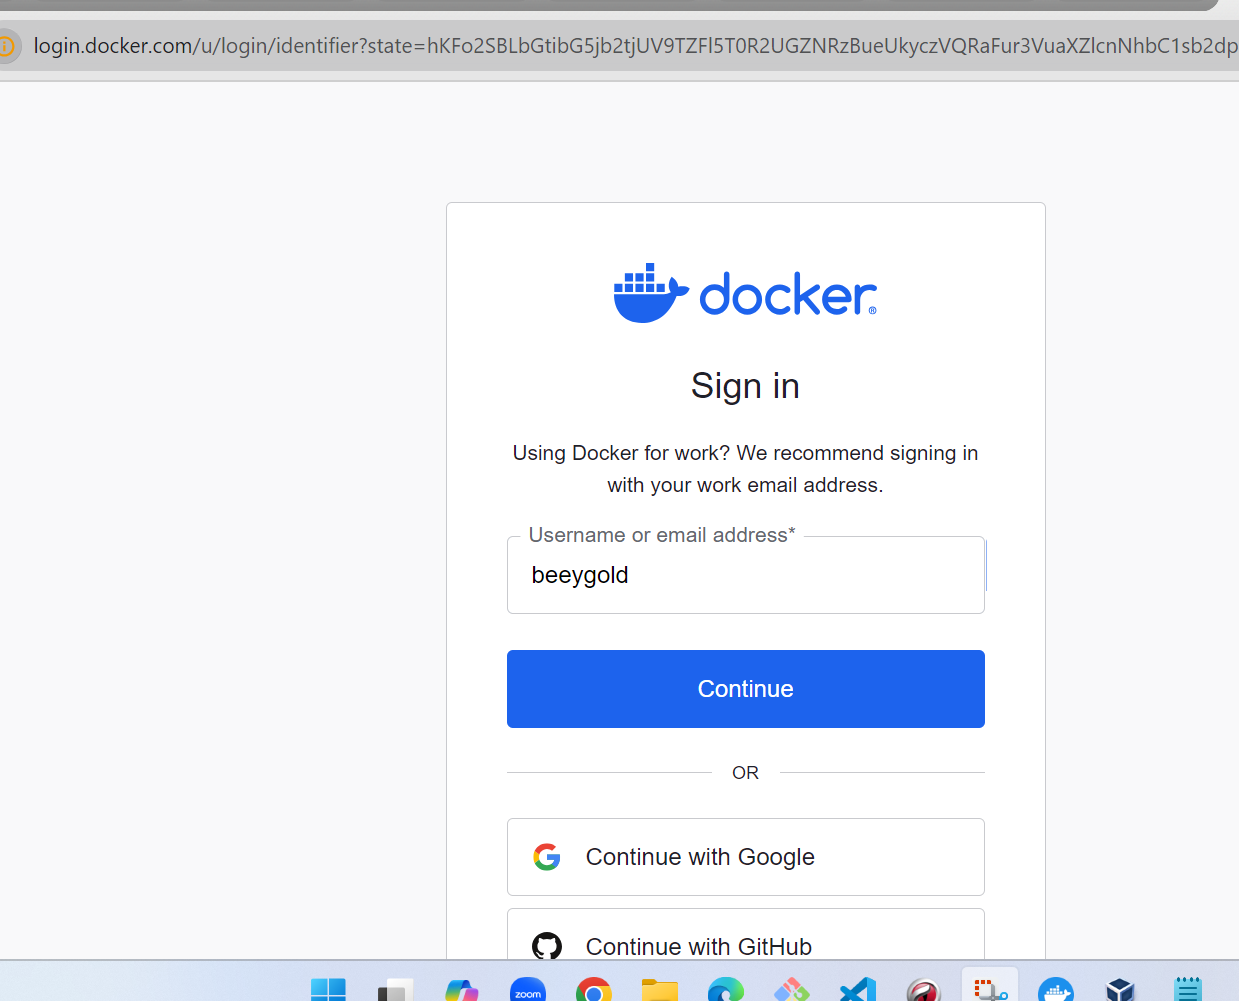 login.docker.com/u/login/identifier?state=hKFo2SBLbGtibG5jb2tjUV9TZFl5T0R2UGZNRzBueUkyczVQRaFur3VuaXZlcnNhbC1sb2dp
docker®
Sign in
Using Docker for work? We recommend signing in
with your work email address.
Username or email address*
beeygold
Continue
OR
Continue with Google
Continue with GitHub
zoom